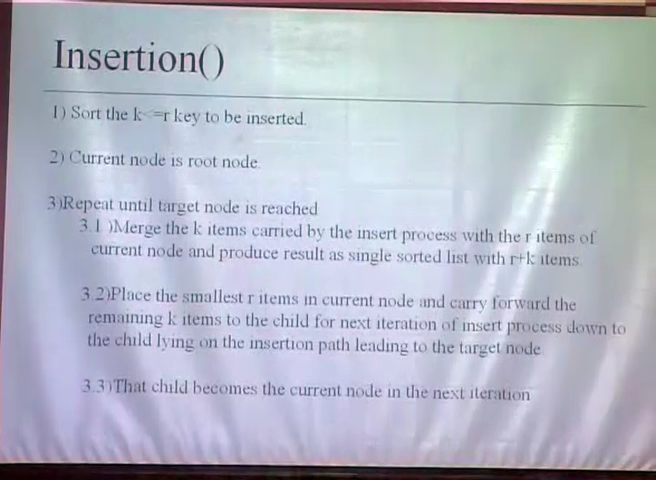 Insertion()
1) Sort the k<=r key to be inserted.
2) Current node is root node.
3)Repeat until target node is reached
3.1 )Merge the k items carried by the insert process with the r items of
current node and produce result as single sorted list with r+k items.
3.2)Place the smallest r items in current node and carry forward the
remaining k items to the child for next iteration of insert process down to
the child lying on the insertion path leading to the target node.
3.3)That child becomes the current node in the next iteration